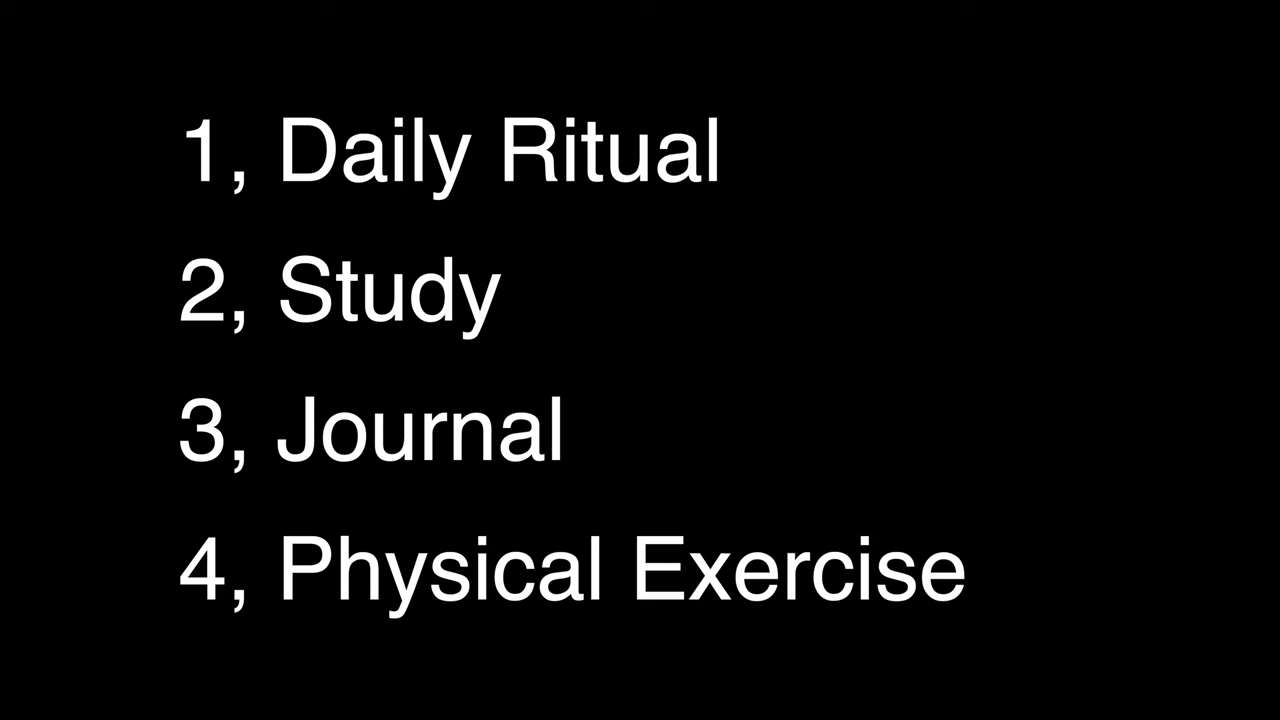 1, Daily Ritual
2, Study
3, Journal
4, Physical Exercise